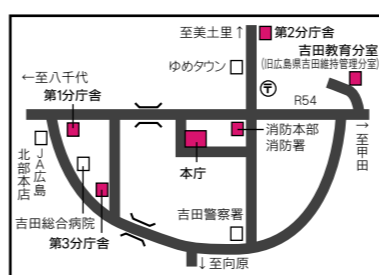 至美土里↑
第2分庁舎
吉田教育分室
(旧広島県吉田維持管理分室)
ゆめタウン
〒
R54
←至八千代
第1分庁舎
消防本部
消防署
至甲田
本庁
JA広島
北部本店
吉田総合病院
第3分庁舎
吉田警察署
↓至向原